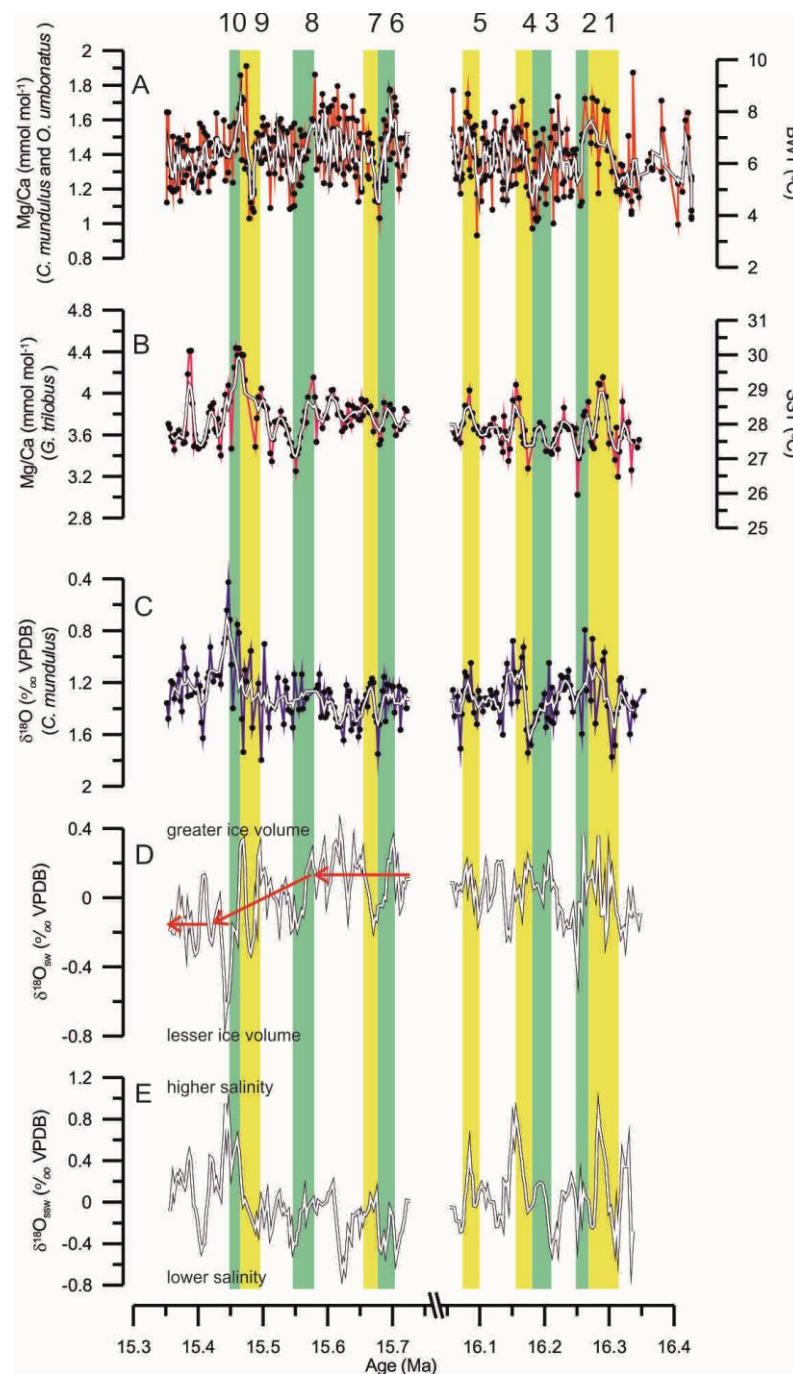 10 9 8 7 6 5 4 3 2 1
A
Mg/Ca (mmol mol⁻¹)
(C. mundulus and O. umbonatus)
2
1.8
1.6
1.4
1.2
1
0.8
10
8
6
4
2
BWT (°C)
B
Mg/Ca (mmol mol⁻¹)
(G. trilobus)
4.8
4.4
4
3.6
3.2
2.8
31
30
29
28
27
26
25
SST (°C)
C
δ¹⁸O (‰ VPDB)
(C. mundulus)
0.4
0.8
1.2
1.6
2
D
δ¹⁸Osw (‰ VPDB)
0.4
0
-0.4
-0.8
greater ice volume
lesser ice volume
E
δ¹⁸Ossw (‰ VPDB)
1.2
0.8
0.4
0
-0.4
-0.8
higher salinity
lower salinity
15.3 15.4 15.5 15.6 15.7 16.1 16.2 16.3 16.4
Age (Ma)